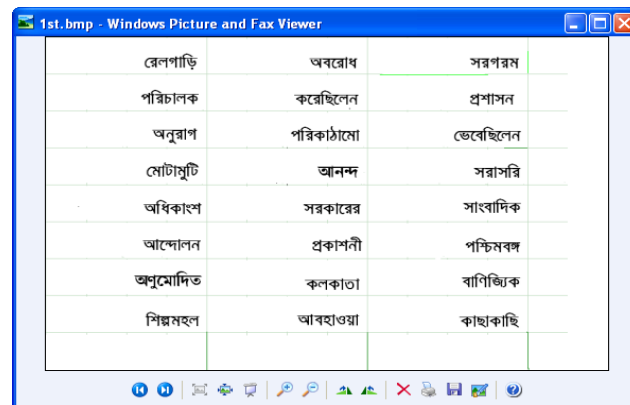 1st.bmp - Windows Picture and Fax Viewer
রেলগাড়ি অবরোধ সরগরম
পরিচালক করেছিলেন প্রশাসন
অনুরাগ পরিকাঠামো ভেবেছিলেন
মোটামুটি আনন্দ সরাসরি
অধিকাংশ সরকারের সাংবাদিক
আন্দোলন প্রকাশনী পশ্চিমবঙ্গ
অণুমোদিত কলকাতা বাণিজ্যিক
শিল্পমহল আবহাওয়া কাছাকাছি